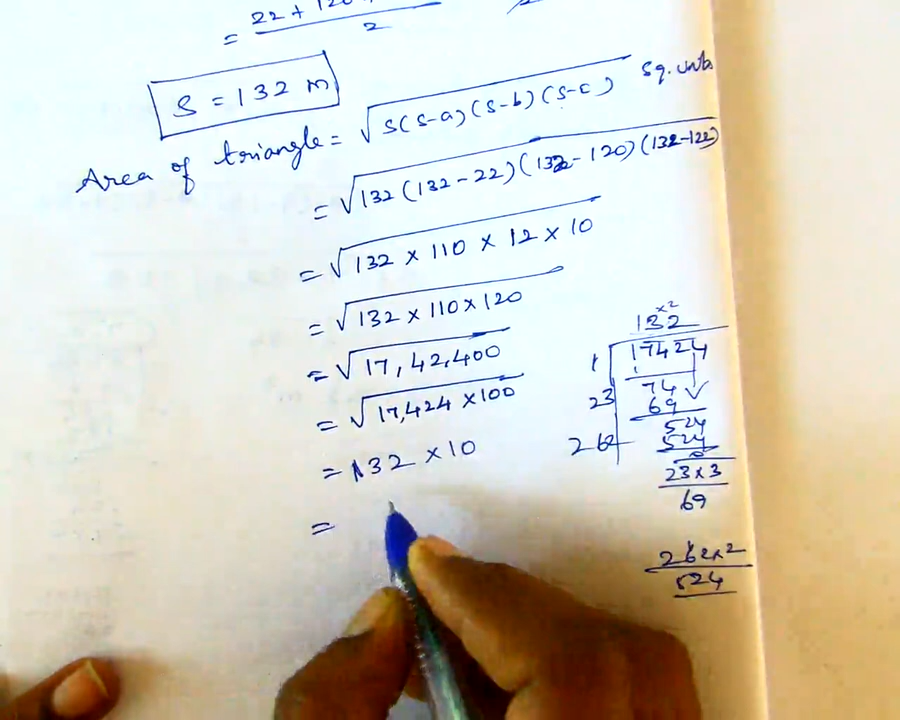 = 22 + 120
2
S = 132 m
Area of triangle = √S(S-a)(S-b)(S-c) Sq. units
= √132(132-22)(132-120)(132-122)
= √132 × 110 × 12 × 10
= √132 × 110 × 120
= √17,42,400
= √17,424 × 100
= 132 × 10
=
×2
132
1 17424
1
23 74
69
262 524
524
0
23 × 3
69
262×2
524